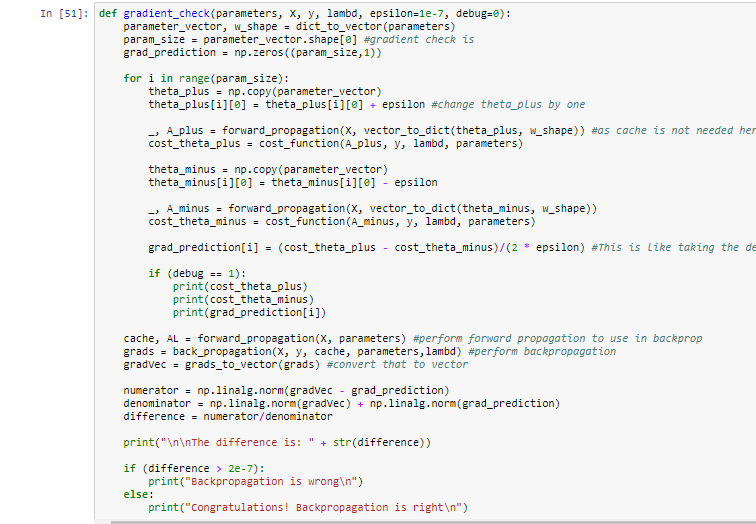 In [51]: def gradient_check(parameters, X, y, lambd, epsilon=1e-7, debug=0):
    parameter_vector, w_shape = dict_to_vector(parameters)
    param_size = parameter_vector.shape[0] #gradient check is
    grad_prediction = np.zeros((param_size,1))

    for i in range(param_size):
        theta_plus = np.copy(parameter_vector)
        theta_plus[i][0] = theta_plus[i][0] + epsilon #change theta_plus by one

        _, A_plus = forward_propagation(X, vector_to_dict(theta_plus, w_shape)) #as cache is not needed her
        cost_theta_plus = cost_function(A_plus, y, lambd, parameters)

        theta_minus = np.copy(parameter_vector)
        theta_minus[i][0] = theta_minus[i][0] - epsilon

        _, A_minus = forward_propagation(X, vector_to_dict(theta_minus, w_shape))
        cost_theta_minus = cost_function(A_minus, y, lambd, parameters)

        grad_prediction[i] = (cost_theta_plus - cost_theta_minus)/(2 * epsilon) #This is like taking the de

        if (debug == 1):
            print(cost_theta_plus)
            print(cost_theta_minus)
            print(grad_prediction[i])

    cache, AL = forward_propagation(X, parameters) #perform forward propagation to use in backprop
    grads = back_propagation(X, y, cache, parameters,lambd) #perform backpropagation
    gradVec = grads_to_vector(grads) #convert that to vector

    numerator = np.linalg.norm(gradVec - grad_prediction)
    denominator = np.linalg.norm(gradVec) + np.linalg.norm(grad_prediction)
    difference = numerator/denominator

    print("\n\nThe difference is: " + str(difference))

    if (difference > 2e-7):
        print("Backpropagation is wrong\n")
    else:
        print("Congratulations! Backpropagation is right\n")